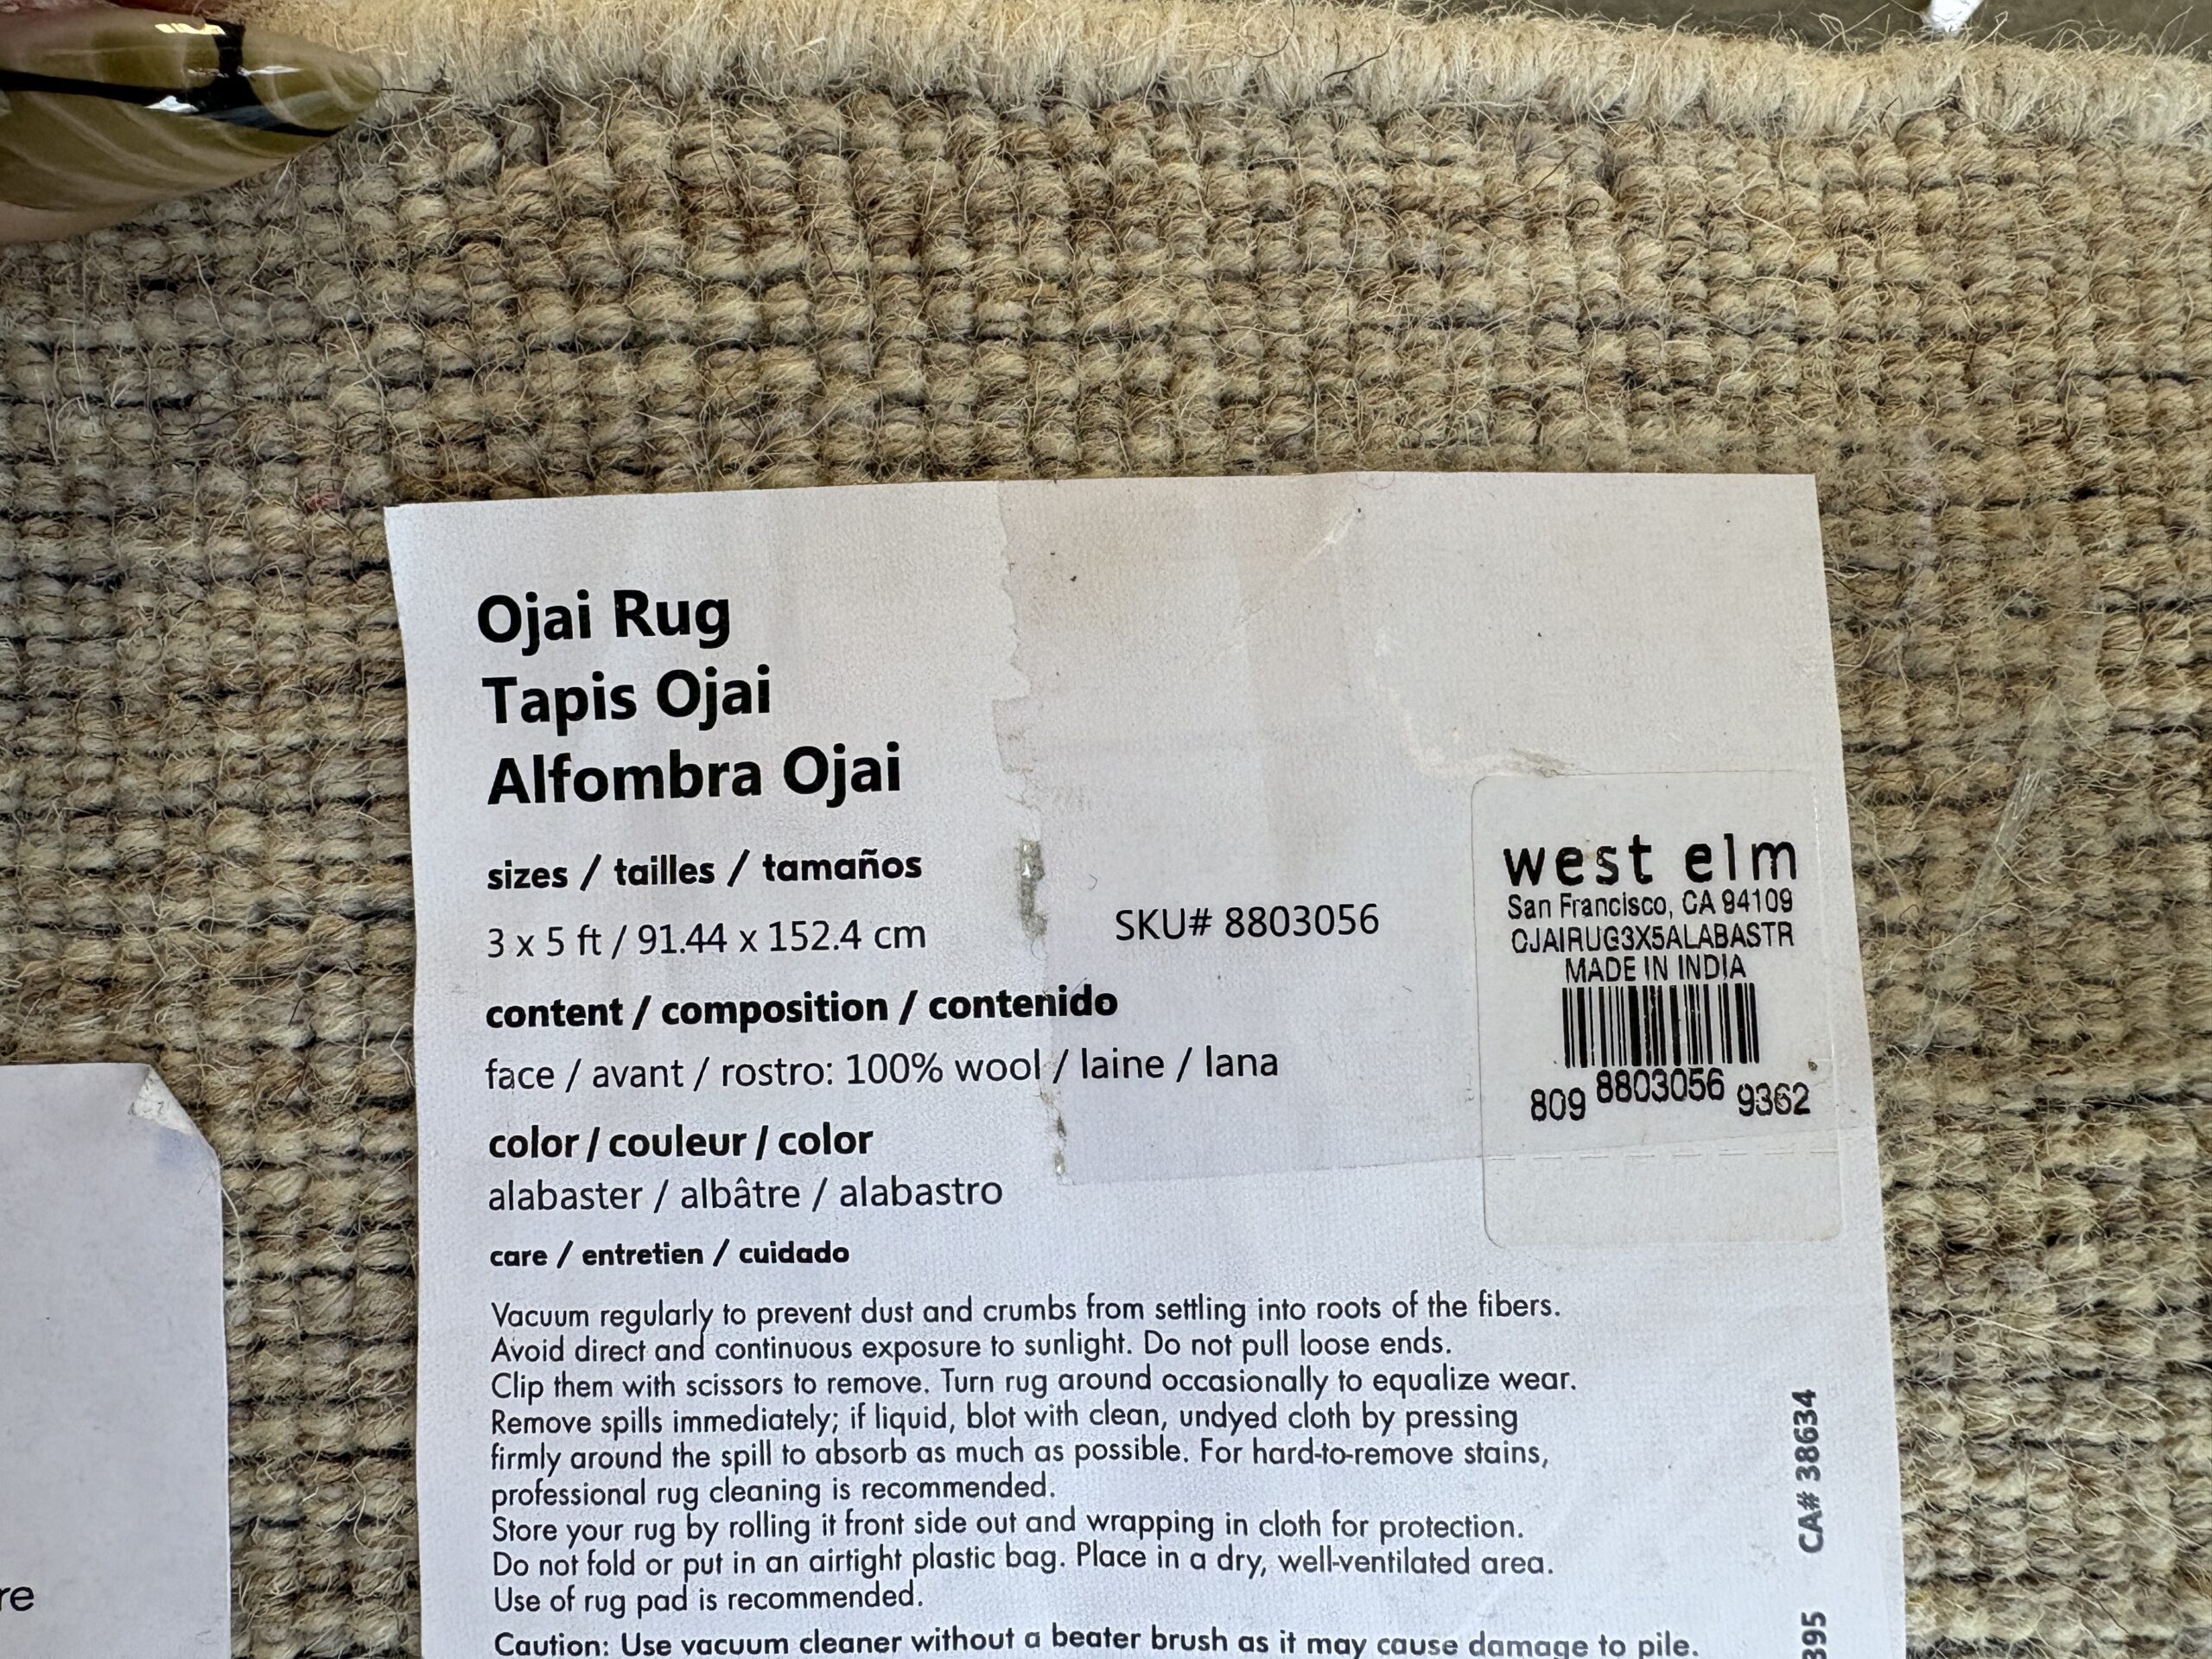 Ojai Rug
Tapis Ojai
Alfombra Ojai
sizes / tailles / tamaños
3 x 5 ft / 91.44 x 152.4 cm
SKU# 8803056
content / composition / contenido
face / avant / rostro: 100% wool / laine / lana
color / couleur / color
alabaster / albâtre / alabastro
care / entretien / cuidado
Vacuum regularly to prevent dust and crumbs from settling into roots of the fibers.
Avoid direct and continuous exposure to sunlight. Do not pull loose ends.
Clip them with scissors to remove. Turn rug around occasionally to equalize wear.
Remove spills immediately; if liquid, blot with clean, undyed cloth by pressing
firmly around the spill to absorb as much as possible. For hard-to-remove stains,
professional rug cleaning is recommended.
Store your rug by rolling it front side out and wrapping in cloth for protection.
Do not fold or put in an airtight plastic bag. Place in a dry, well-ventilated area.
Use of rug pad is recommended.
Caution: Use vacuum cleaner without a beater brush as it may cause damage to pile.
west elm
San Francisco, CA 94109
OJAIRUG3X5ALABASTR
MADE IN INDIA
809 8803056 9362
395 CA# 38634
re